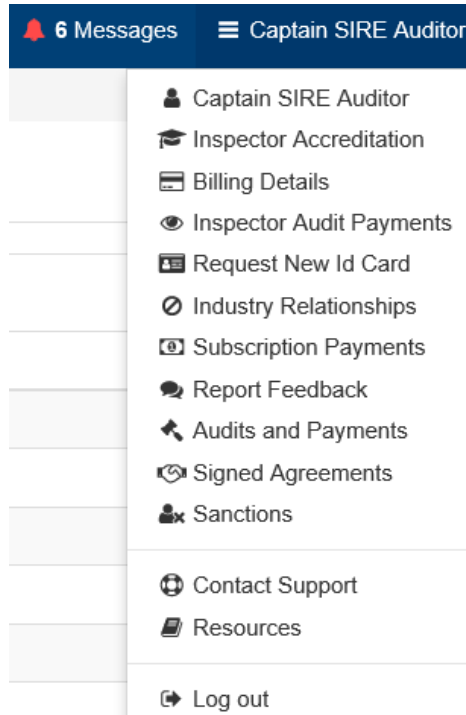 6 Messages
Captain SIRE Auditor
Captain SIRE Auditor
Inspector Accreditation
Billing Details
Inspector Audit Payments
Request New Id Card
Industry Relationships
Subscription Payments
Report Feedback
Audits and Payments
Signed Agreements
Sanctions
Contact Support
Resources
Log out